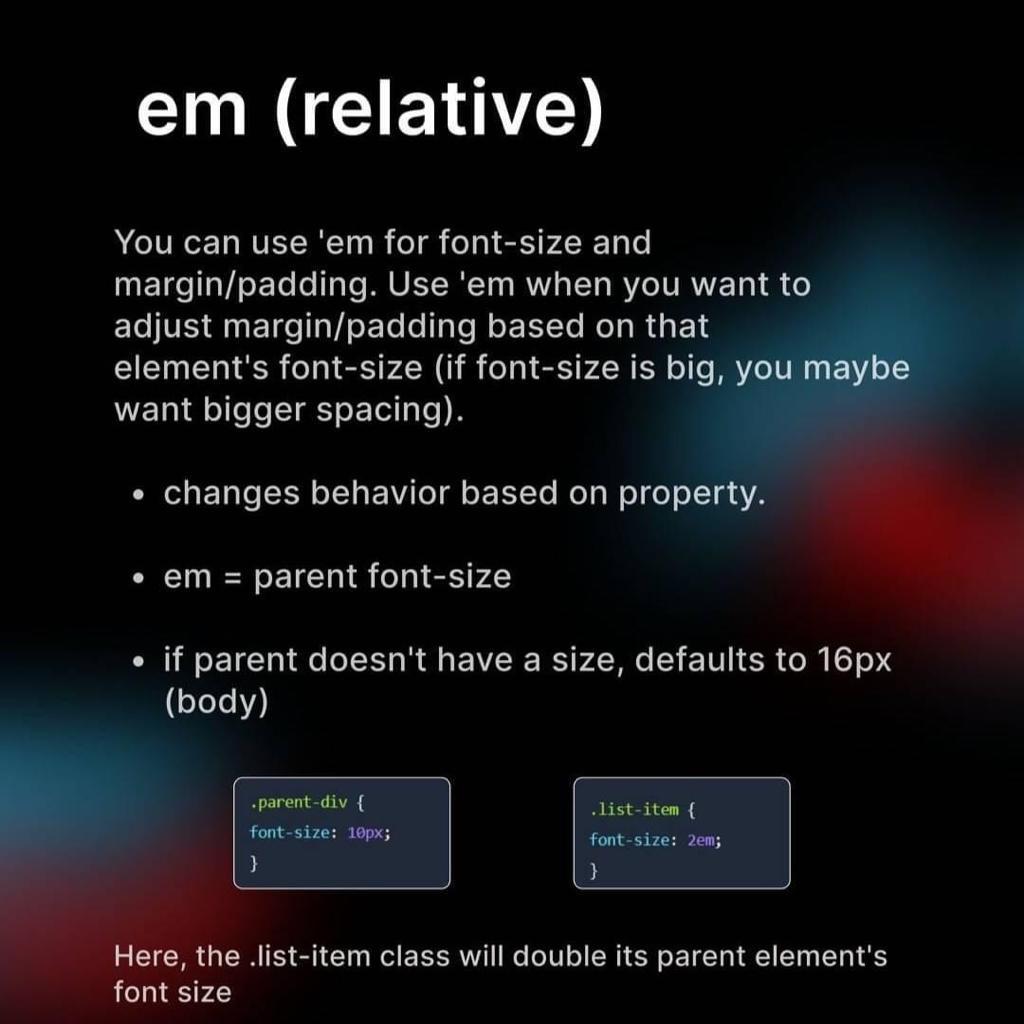 em (relative)
You can use 'em for font-size and
margin/padding. Use 'em when you want to
adjust margin/padding based on that
element's font-size (if font-size is big, you maybe
want bigger spacing).
• changes behavior based on property.
• em = parent font-size
• if parent doesn't have a size, defaults to 16px
(body)
.parent-div {
font-size: 10px;
}
.list-item {
font-size: 2em;
}
Here, the .list-item class will double its parent element's
font size